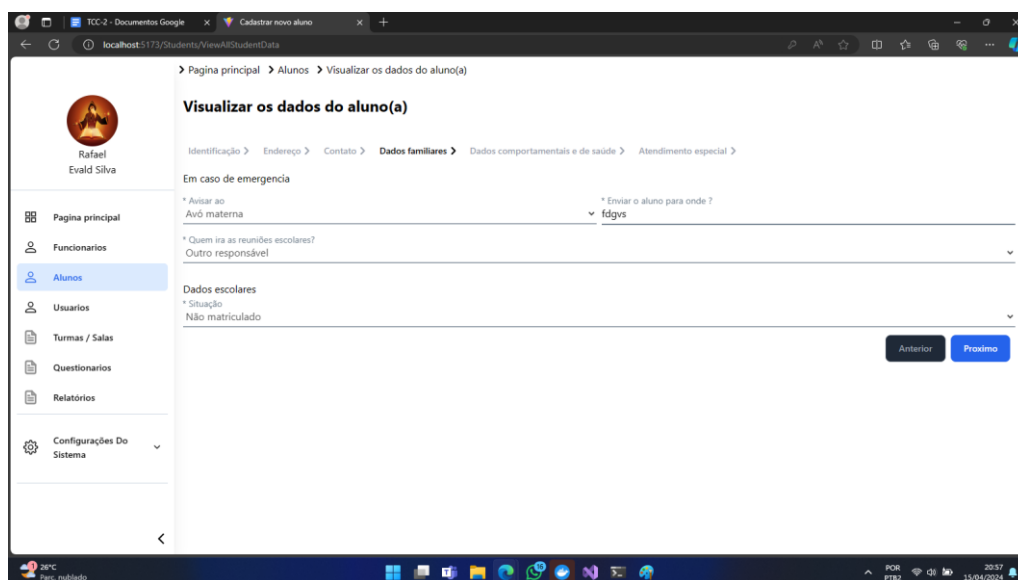 TCC-2 - Documentos Google
Cadastrar novo aluno
localhost:5173/Students/ViewAllStudentData
Pagina principal Alunos Visualizar os dados do aluno(a)
Visualizar os dados do aluno(a)
Rafael
Evald Silva
Identificação Endereço Contato Dados familiares Dados comportamentais e de saúde Atendimento especial
Em caso de emergencia
* Avisar ao
Avó materna
* Enviar o aluno para onde ?
fdgvs
* Quem ira as reuniões escolares?
Outro responsável
Dados escolares
* Situação
Não matriculado
Anterior
Proximo
Pagina principal
Funcionarios
Alunos
Usuarios
Turmas / Salas
Questionarios
Relatórios
Configurações Do
Sistema
26°C
Parc. nublado
POR
PTB2
20:57
15/04/2024